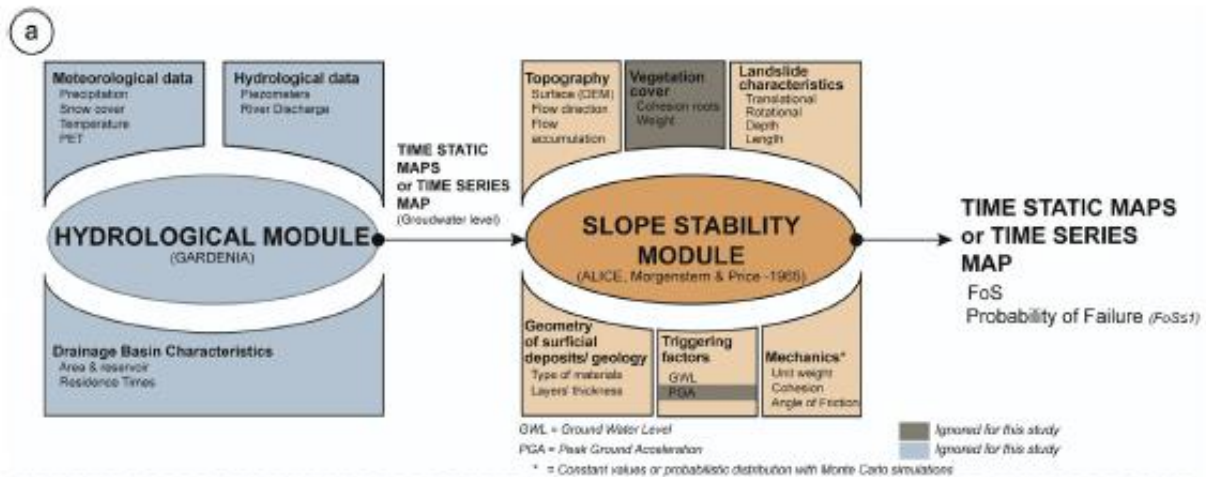 a
Meteorological data
Precipitation
Snow cover
Temperature
PET
Hydrological data
Piezometers
River Discharge
HYDROLOGICAL MODULE
(GARDENIA)
Drainage Basin Characteristics
Area & reservoir
Residence Times
TIME STATIC
MAPS
or TIME SERIES
MAP
(Groudwater level)
Topography
Surface (DEM)
Flow direction
Flow
accumulation
Vegetation
cover
Cohesion roots
Weight
Landslide
characteristics
Translational
Rotational
Depth
Length
SLOPE STABILITY
MODULE
(ALICE, Morgenstern & Price -1965)
Geometry
of surficial
deposits/ geology
Type of materials
Layers' thickness
Triggering
factors
GWL
PGA
Mechanics*
Unit weight
Cohesion
Angle of Friction
TIME STATIC MAPS
or TIME SERIES
MAP
FoS
Probability of Failure (FoS≤1)
GWL = Ground Water Level
PGA = Peak Ground Acceleration
* = Constant values or probabilistic distribution with Monte Carlo simulations
Ignored for this study
Ignored for this study